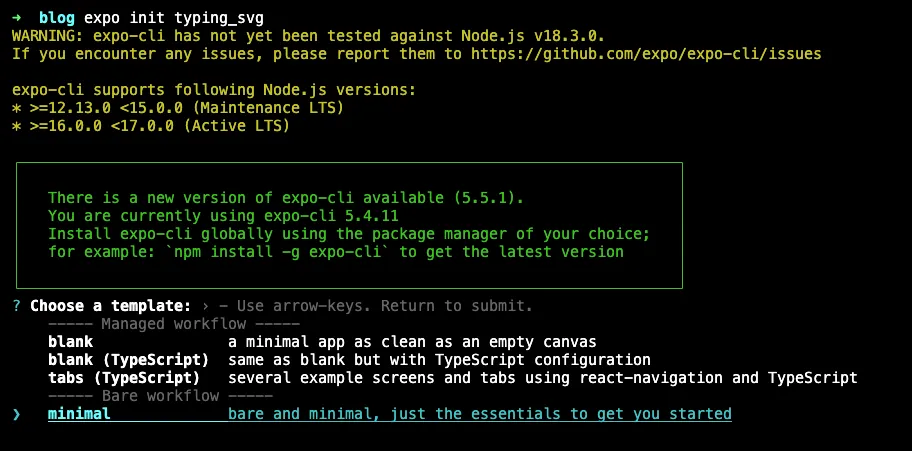 ➜ blog expo init typing_svg
WARNING: expo-cli has not yet been tested against Node.js v18.3.0.
If you encounter any issues, please report them to https://github.com/expo/expo-cli/issues
expo-cli supports following Node.js versions:
* >=12.13.0 <15.0.0 (Maintenance LTS)
* >=16.0.0 <17.0.0 (Active LTS)
There is a new version of expo-cli available (5.5.1).
You are currently using expo-cli 5.4.11
Install expo-cli globally using the package manager of your choice;
for example: `npm install -g expo-cli` to get the latest version
? Choose a template: › - Use arrow-keys. Return to submit.
----- Managed workflow -----
blank a minimal app as clean as an empty canvas
blank (TypeScript) same as blank but with TypeScript configuration
tabs (TypeScript) several example screens and tabs using react-navigation and TypeScript
----- Bare workflow -----
❯ minimal bare and minimal, just the essentials to get you started